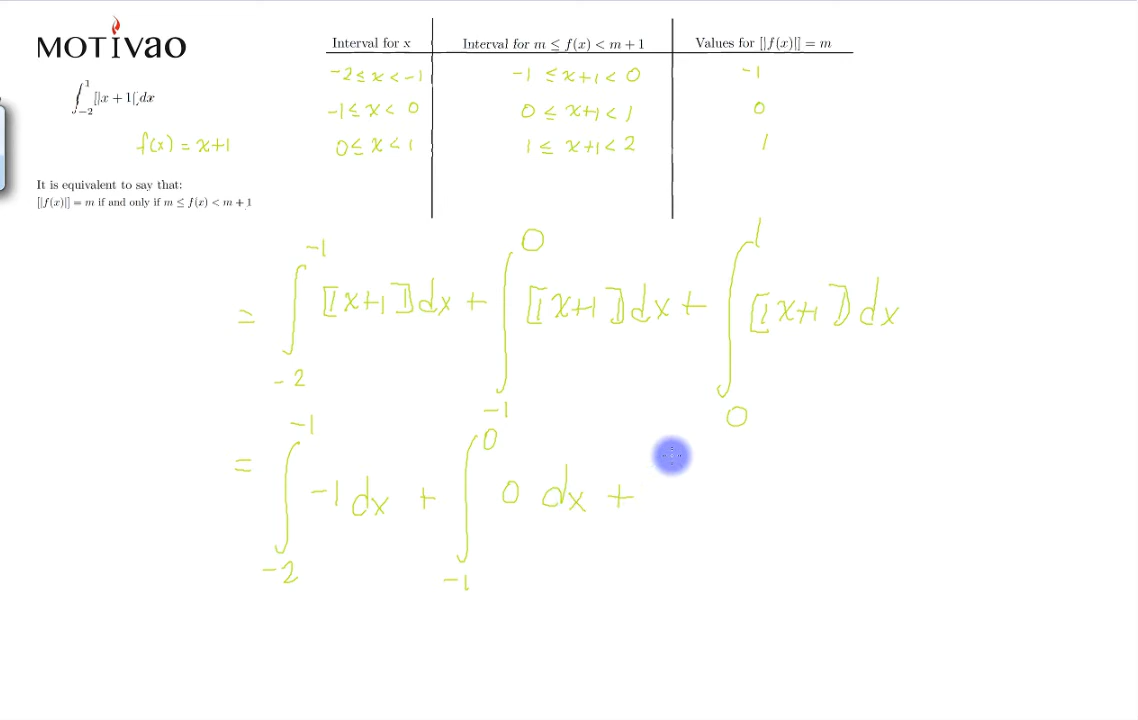 MOTIVAO
∫_{-2}^{1} [|x + 1|] dx
f(x) = x+1
It is equivalent to say that:
[|f(x)|] = m if and only if m ≤ f(x) < m + 1
Interval for x | Interval for m ≤ f(x) < m + 1 | Values for [|f(x)|] = m
-2 ≤ x < -1 | -1 ≤ x+1 < 0 | -1
-1 ≤ x < 0 | 0 ≤ x+1 < 1 | 0
0 ≤ x < 1 | 1 ≤ x+1 < 2 | 1
= ∫_{-2}^{-1} [|x+1|] dx + ∫_{-1}^{0} [|x+1|] dx + ∫_{0}^{1} [|x+1|] dx
= ∫_{-2}^{-1} -1 dx + ∫_{-1}^{0} 0 dx +